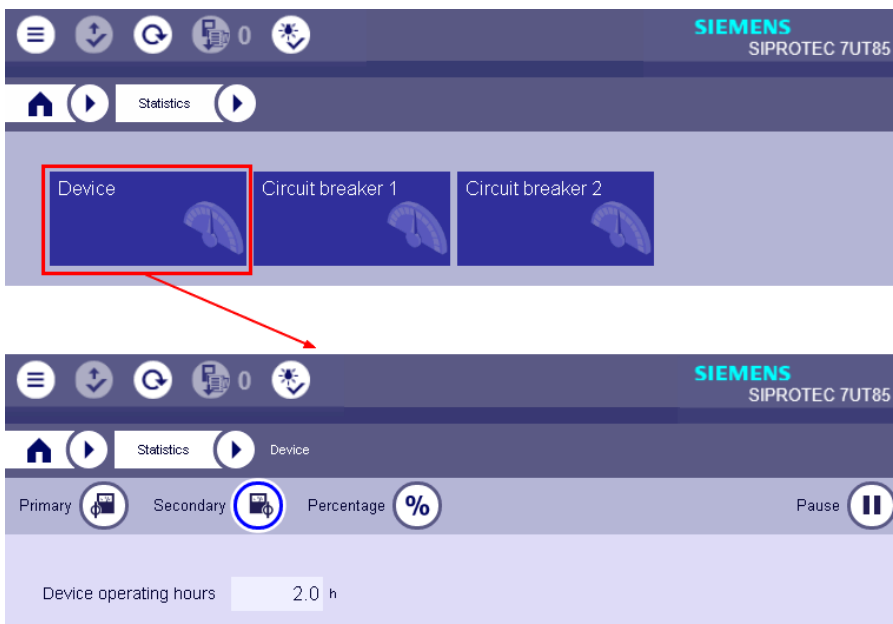 0
SIEMENS
SIPROTEC 7UT85
Statistics
Device
Circuit breaker 1
Circuit breaker 2
0
SIEMENS
SIPROTEC 7UT85
Statistics
Device
Primary
Secondary
Percentage %
Pause
Device operating hours 2.0 h